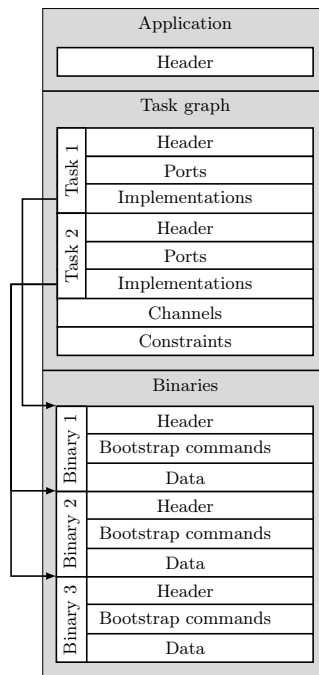 Application
Header
Task graph
Task 1
Header
Ports
Implementations
Task 2
Header
Ports
Implementations
Channels
Constraints
Binaries
Binary 1
Header
Bootstrap commands
Data
Binary 2
Header
Bootstrap commands
Data
Binary 3
Header
Bootstrap commands
Data